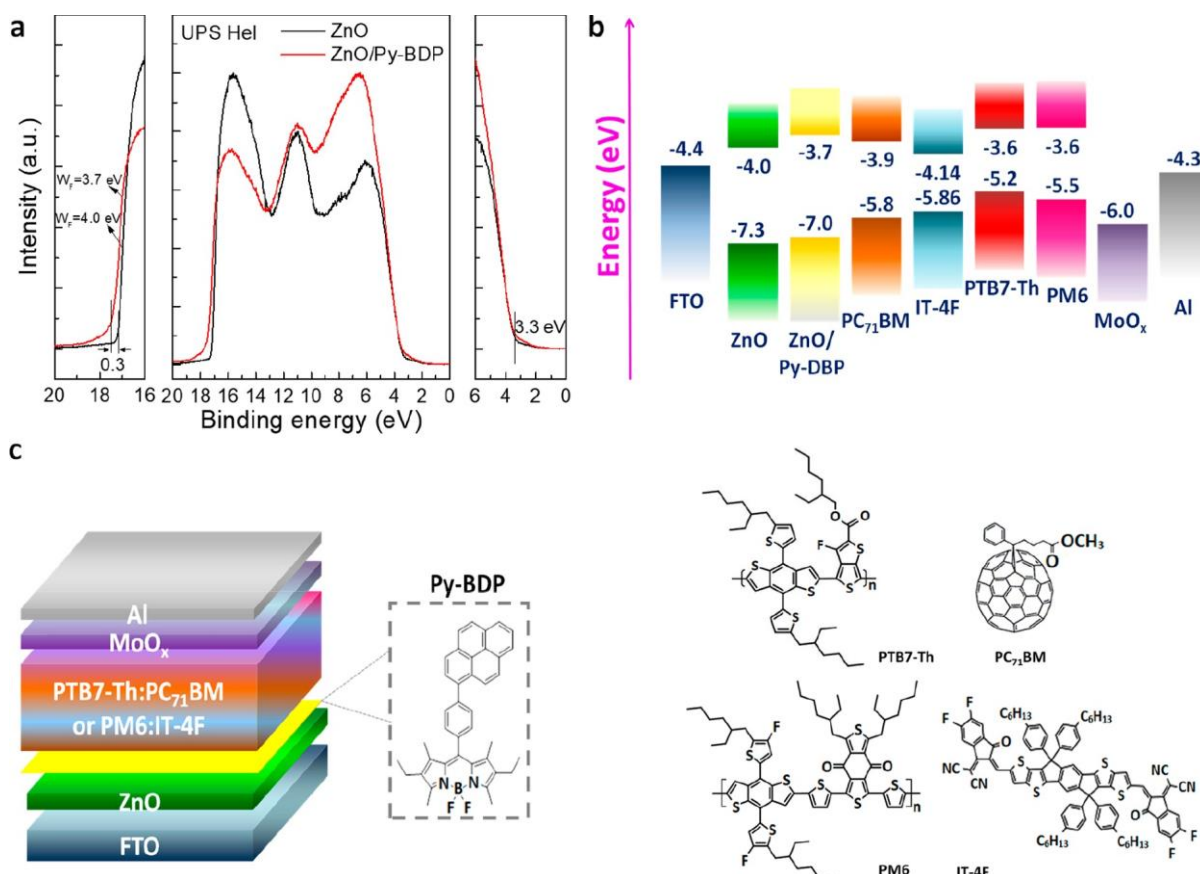 a
UPS HeI
ZnO
ZnO/Py-BDP
Intensity (a.u.)
W_F=3.7 eV
W_F=4.0 eV
0.3
3.3 eV
20 18 16
20 18 16 14 12 10 8 6 4 2 0
6 4 2 0
Binding energy (eV)
b
Energy (eV)
-4.4
FTO
-4.0
-7.3
ZnO
-3.7
-7.0
ZnO/
Py-DBP
-3.9
-5.8
PC₇₁BM
-4.14
-5.86
IT-4F
-3.6
-5.2
PTB7-Th
-3.6
-5.5
PM6
-6.0
MoOₓ
-4.3
Al
c
Al
MoOₓ
PTB7-Th:PC₇₁BM
or PM6:IT-4F
ZnO
FTO
Py-BDP
N B N
F F
O O
F S
S S
S S
n
S
PTB7-Th
OCH₃
O
PC₇₁BM
F
S
O O
S S S
S S S
n
S
F
PM6
F
F
O
NC
CN
C₆H₁₃ C₆H₁₃
S S
S S
C₆H₁₃ C₆H₁₃
NC
CN
O
F
F
IT-4F